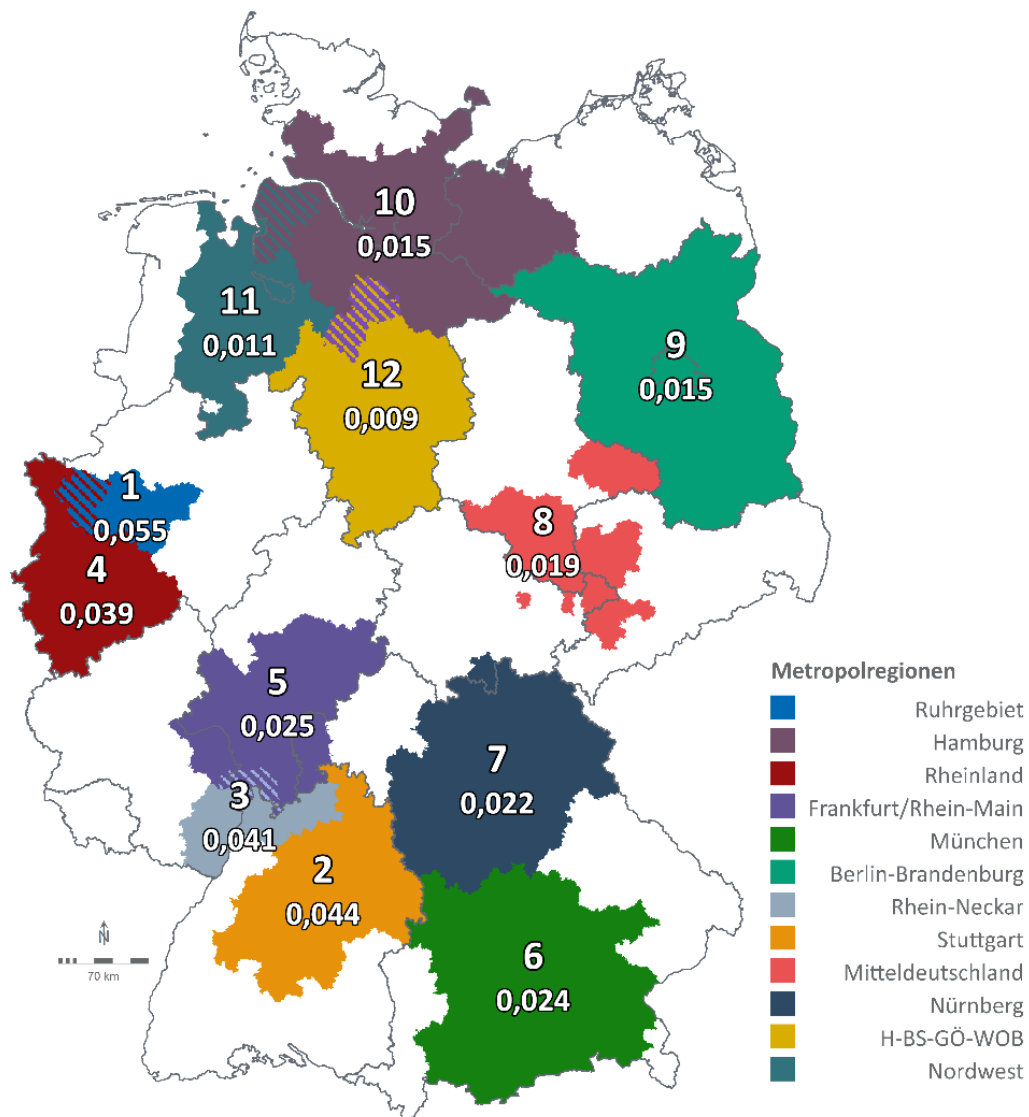 10
0,015
11
0,011
9
0,015
12
0,009
1
0,055
8
0,019
4
0,039
5
0,025
7
0,022
3
0,041
2
0,044
6
0,024
N
70 km
Metropolregionen
Ruhrgebiet
Hamburg
Rheinland
Frankfurt/Rhein-Main
München
Berlin-Brandenburg
Rhein-Neckar
Stuttgart
Mitteldeutschland
Nürnberg
H-BS-GÖ-WOB
Nordwest